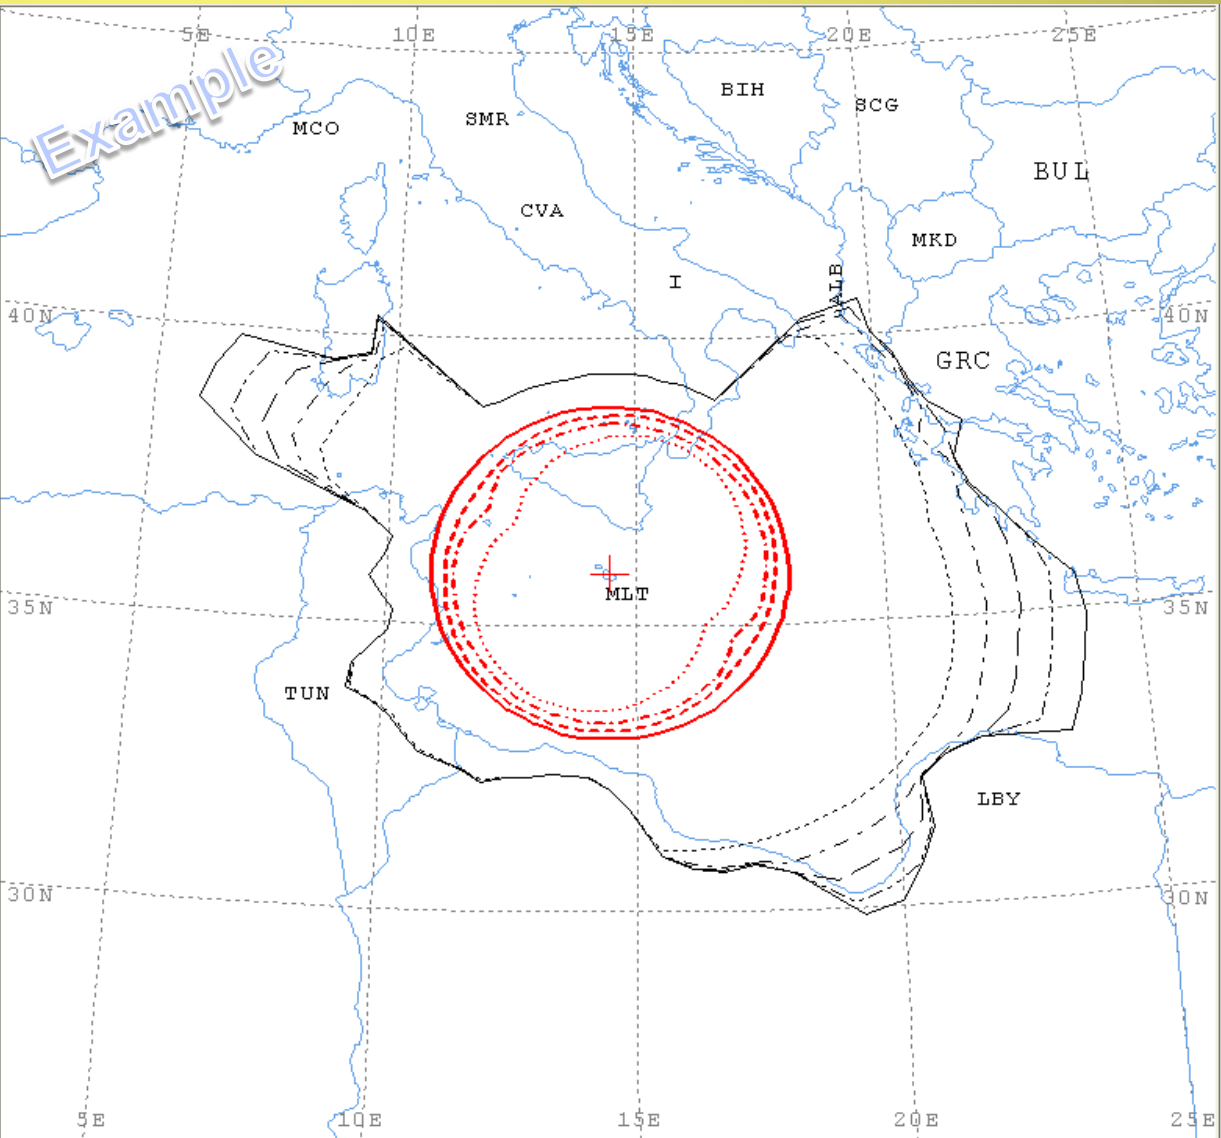 5E 10E 15E 20E 25E
Example
BIH
SCG
SMR
MCO
BUL
CVA
MKD
I
ALB
40N 40N
GRC
MLT
35N 35N
TUN
LBY
30N 30N
5E 10E 15E 20E 25E